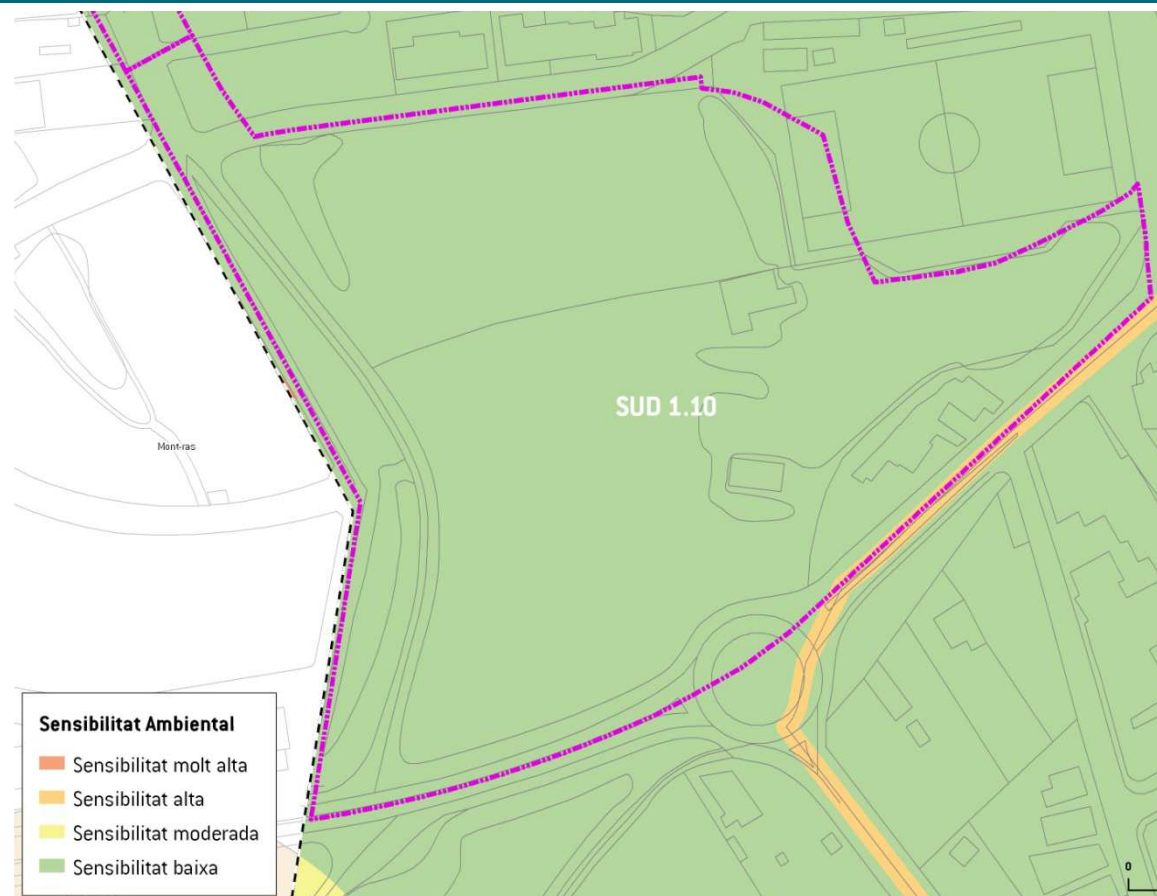 SUD 1.10
Mont-ras
Sensibilitat Ambiental
Sensibilitat molt alta
Sensibilitat alta
Sensibilitat moderada
Sensibilitat baixa
0